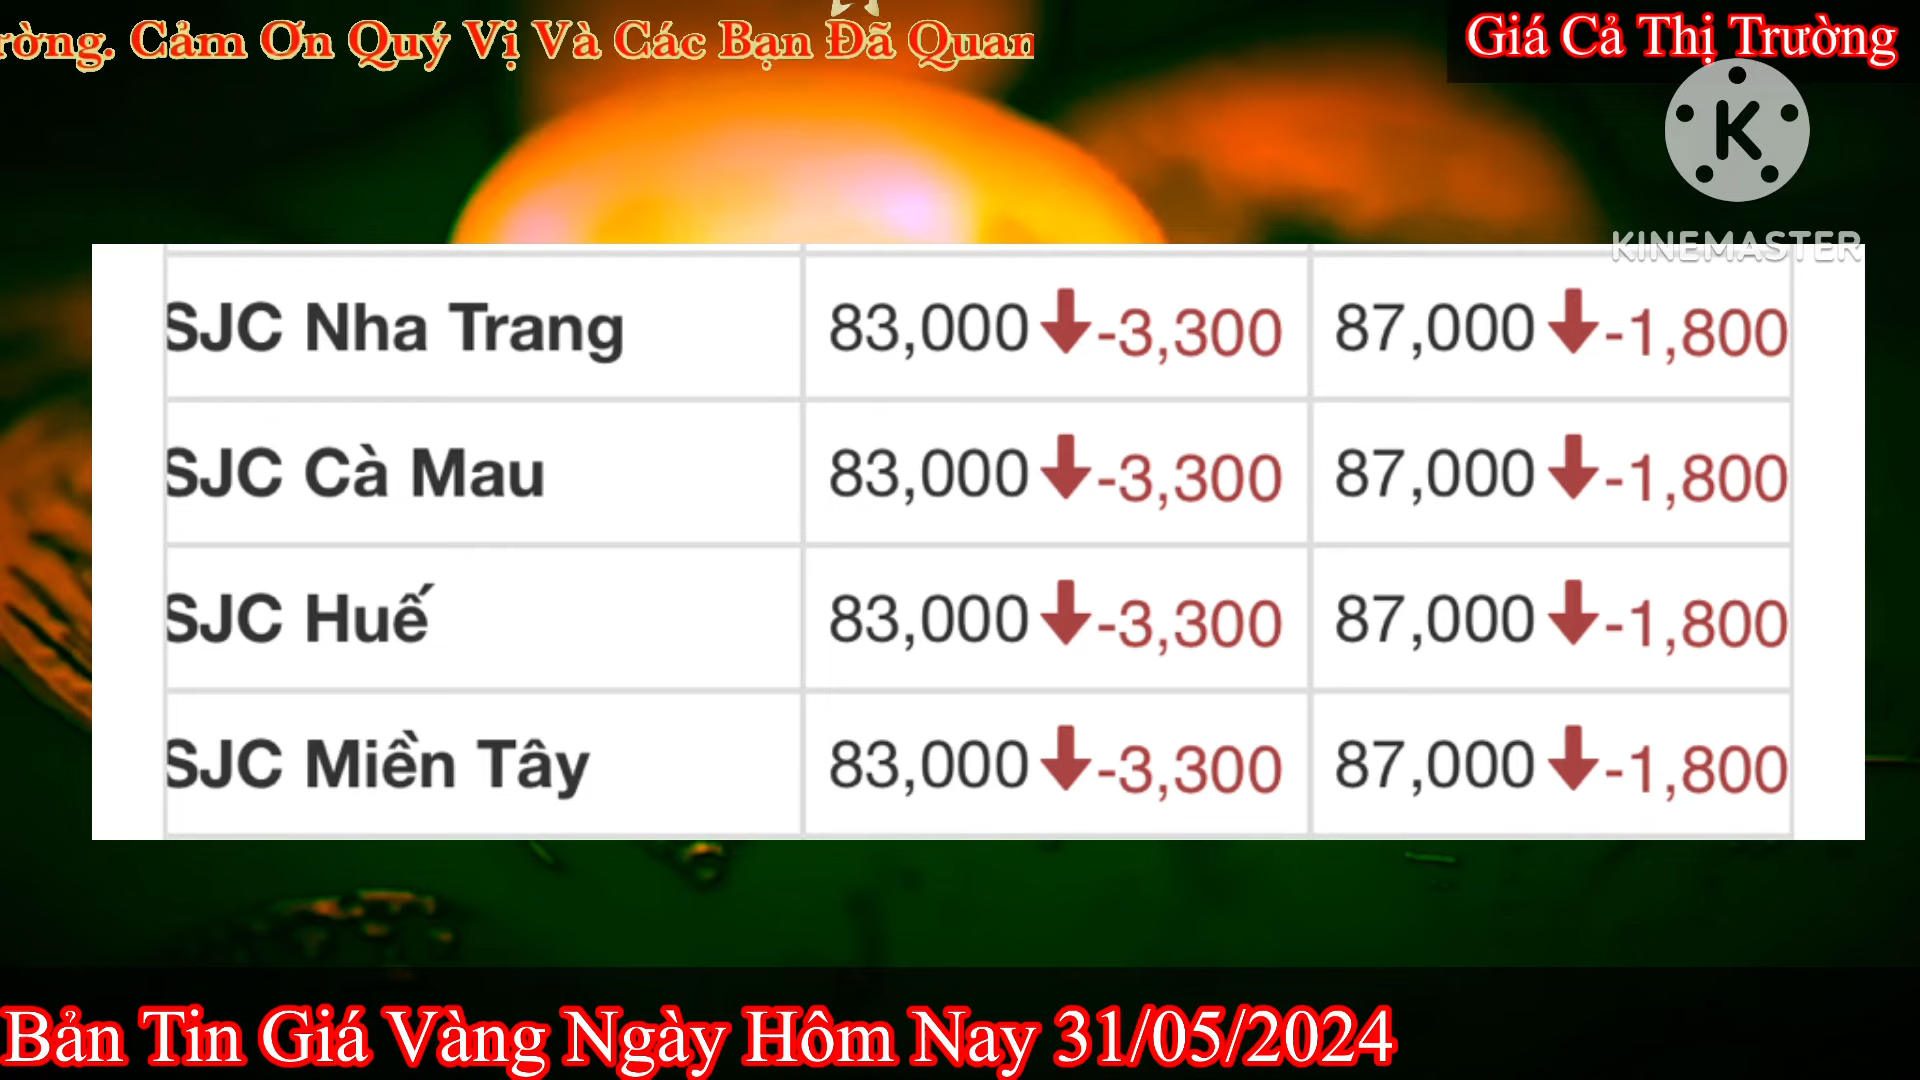 ường. Cảm Ơn Quý Vị Và Các Bạn Đã Quan
Giá Cả Thị Trường
K
KINEMASTER
SJC Nha Trang 83,000 -3,300 87,000 -1,800
SJC Cà Mau 83,000 -3,300 87,000 -1,800
SJC Huế 83,000 -3,300 87,000 -1,800
SJC Miền Tây 83,000 -3,300 87,000 -1,800
Bản Tin Giá Vàng Ngày Hôm Nay 31/05/2024